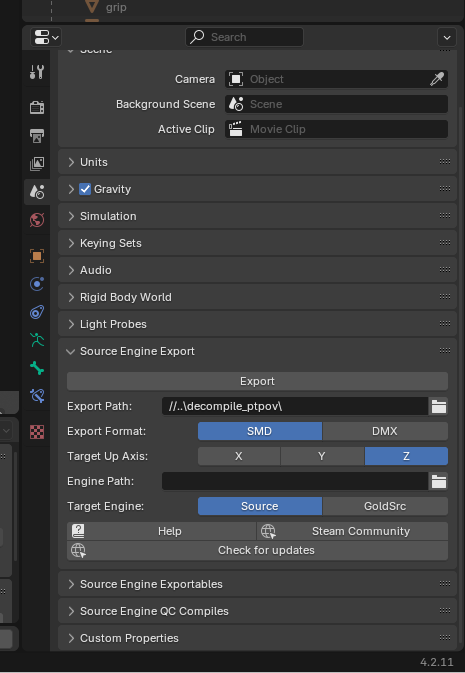 grip
Search
Scene
Camera Object
Background Scene Scene
Active Clip Movie Clip
Units
Gravity
Simulation
Keying Sets
Audio
Rigid Body World
Light Probes
Source Engine Export
Export
Export Path: //..\decompile_ptpov\
Export Format: SMD DMX
Target Up Axis: X Y Z
Engine Path:
Target Engine: Source GoldSrc
Help Steam Community
Check for updates
Source Engine Exportables
Source Engine QC Compiles
Custom Properties
4.2.11